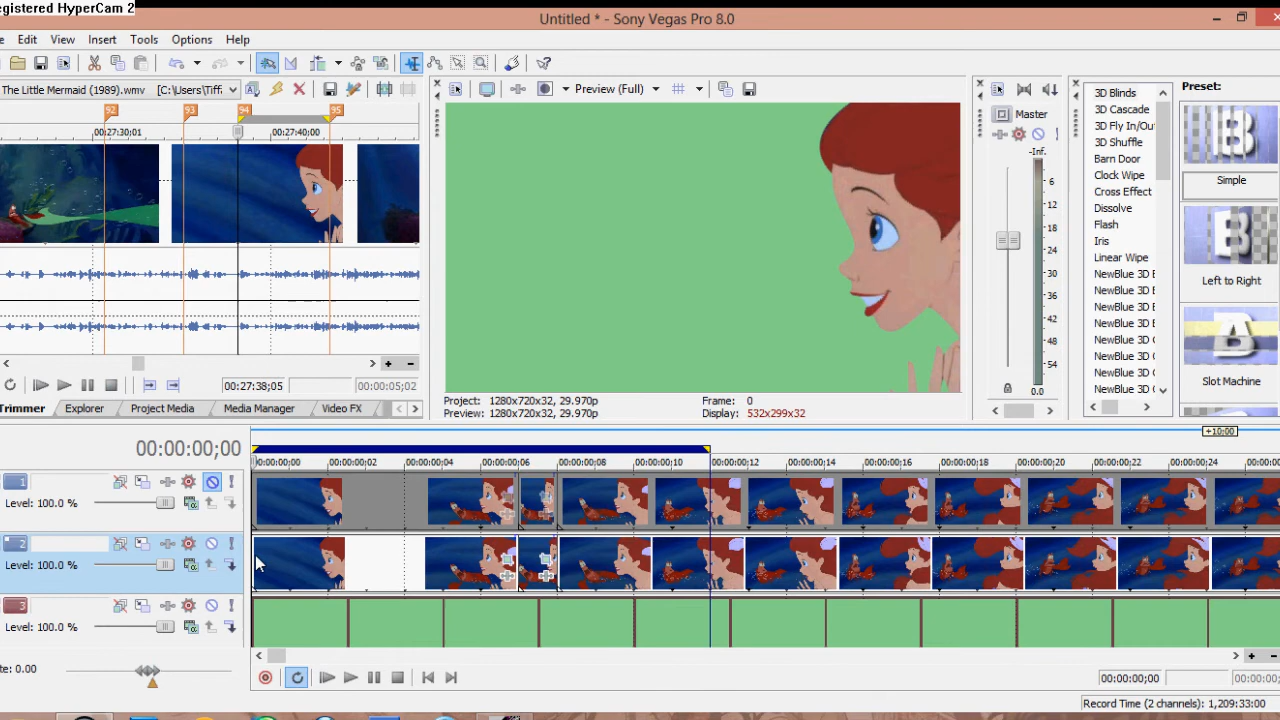 egistered HyperCam 2
Untitled * - Sony Vegas Pro 8.0
Edit View Insert Tools Options Help
The Little Mermaid (1989).wmv [C:\Users\Tiffi
Preview (Full)
Master
92 93 94 95
00:27:30;01 00:27:40;00
-Inf.
6
12
18
24
30
36
42
48
54
0.0
3D Blinds
3D Cascade
3D Fly In/Ou
3D Shuffle
Barn Door
Clock Wipe
Cross Effect
Dissolve
Flash
Iris
Linear Wipe
NewBlue 3D E
NewBlue 3D E
NewBlue 3D E
NewBlue 3D E
NewBlue 3D C
NewBlue 3D C
NewBlue 3D C
Preset:
Simple
Left to Right
Slot Machine
00:27:38;05 00:00:05;02
Project: 1280x720x32, 29.970p Frame: 0
Preview: 1280x720x32, 29.970p Display: 532x299x32
Trimmer Explorer Project Media Media Manager Video FX
+10:00
00:00:00;00
00:00:00;00 00:00:00;02 00:00:00;04 00:00:00;06 00:00:00;08 00:00:00;10 00:00:00;12 00:00:00;14 00:00:00;16 00:00:00;18 00:00:00;20 00:00:00;22 00:00:00;24 00:00:0
1
Level: 100.0 %
2
Level: 100.0 %
3
Level: 100.0 %
te: 0.00
00:00:00;00 00:00:00;
Record Time (2 channels): 1,209:33:00